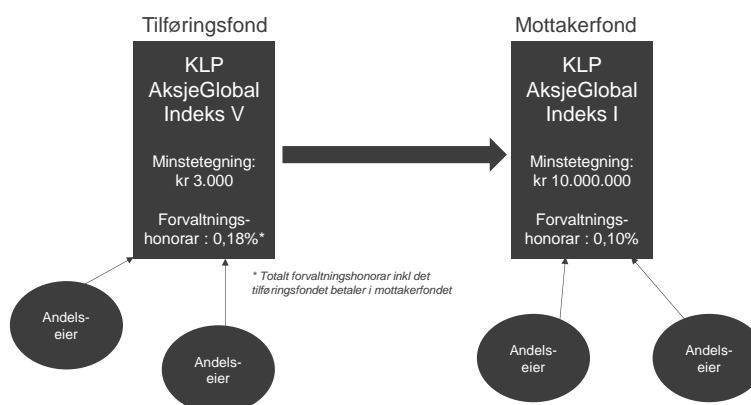 Tilføringsfond
KLP
AksjeGlobal
Indeks V
Minstetegning:
kr 3.000
Forvaltnings-
honorar : 0,18%*
Mottakerfond
KLP
AksjeGlobal
Indeks I
Minstetegning:
kr 10.000.000
Forvaltnings-
honorar : 0,10%
* Totalt forvaltningshonorar inkl det
tilføringsfondet betaler i mottakerfondet
Andels-
eier
Andels-
eier
Andels-
eier
Andels-
eier